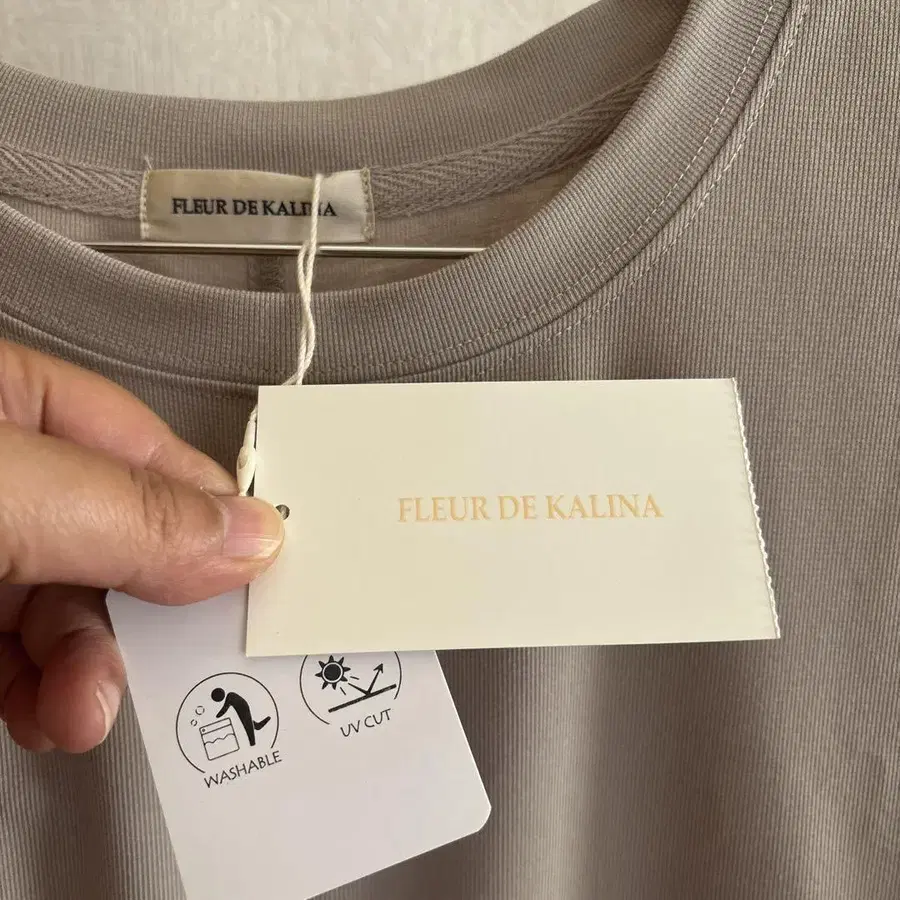 FLEUR DE KALINA
FLEUR DE KALINA
WASHABLE
UV CUT